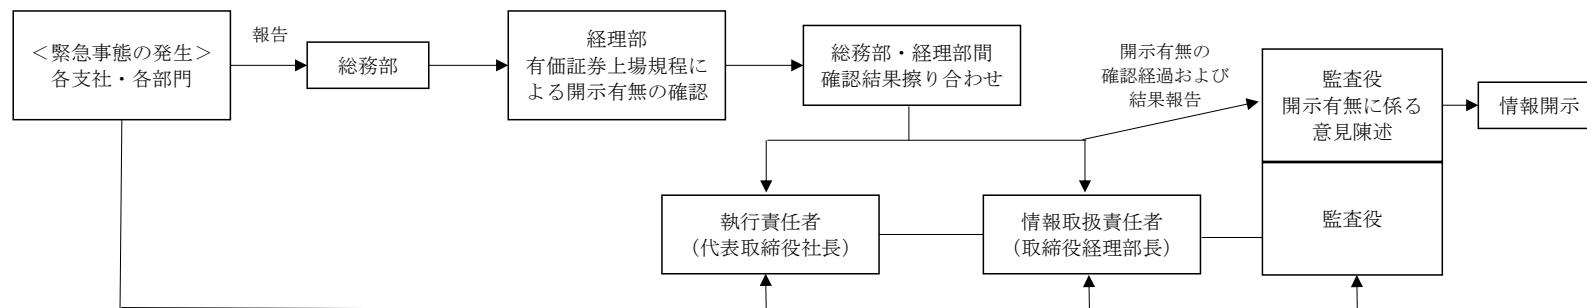 ＜緊急事態の発生＞
各支社・各部門
報告
総務部
経理部
有価証券上場規程に
よる開示有無の確認
総務部・経理部間
確認結果擦り合わせ
開示有無の
確認経過および
結果報告
監査役
開示有無に係る
意見陳述
情報開示
執行責任者
（代表取締役社長）
情報取扱責任者
（取締役経理部長）
監査役